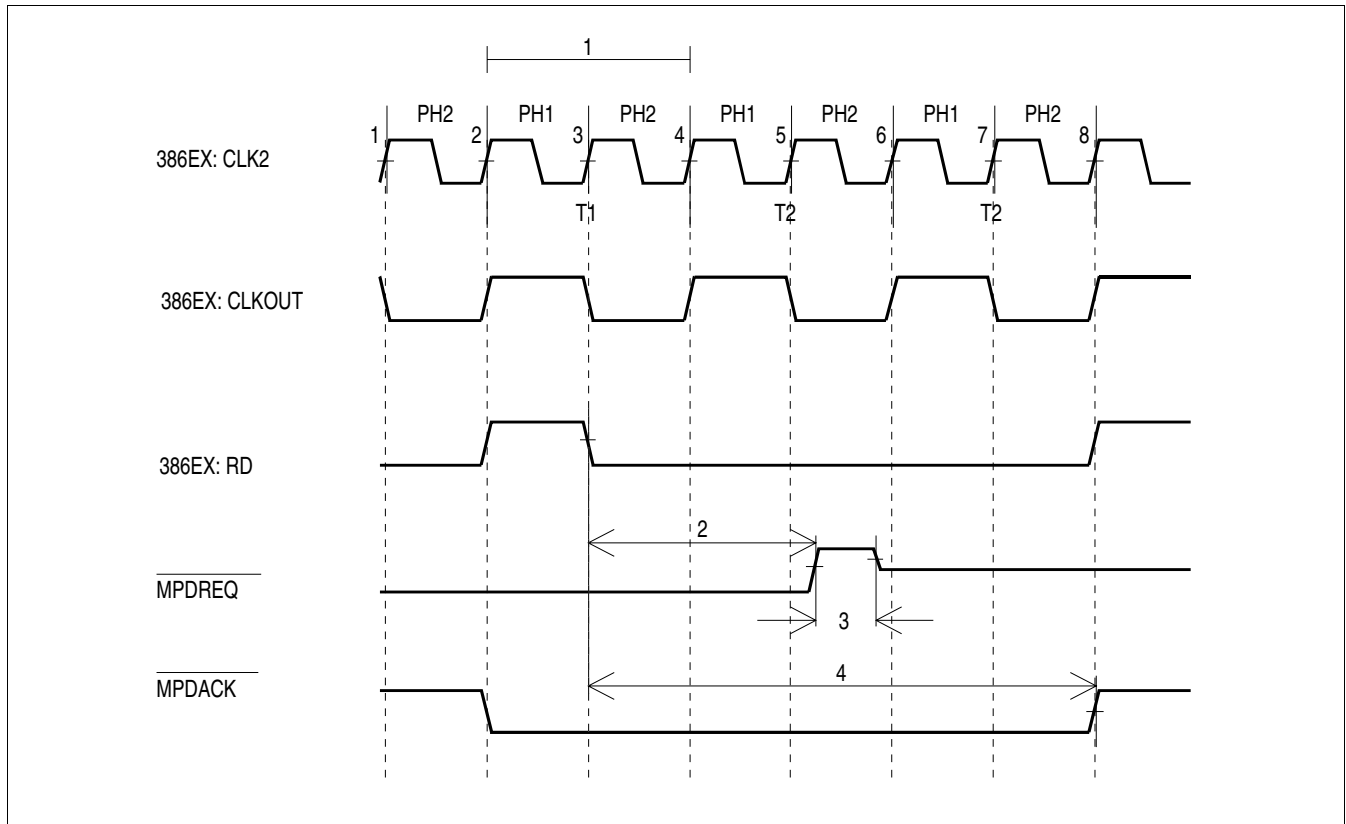 1
PH2 PH1 PH2 PH1 PH2 PH1 PH2
1 2 3 4 5 6 7 8
386EX: CLK2
T1 T2 T2
386EX: CLKOUT
386EX: RD
2
MPDREQ
3
4
MPDACK